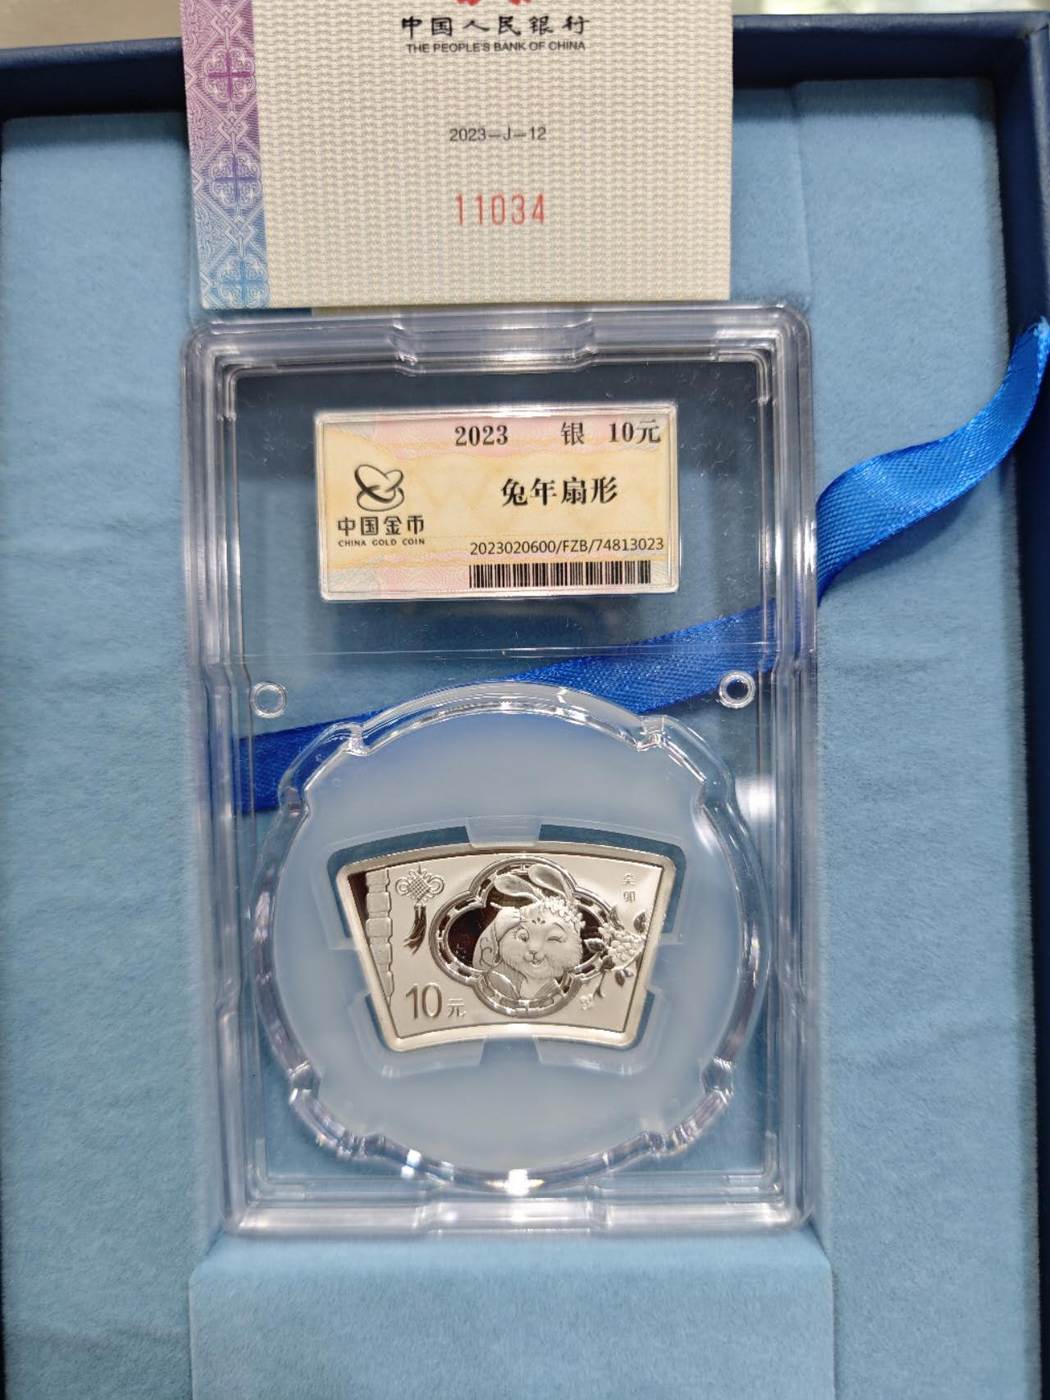 中国人民银行
THE PEOPLE'S BANK OF CHINA
2023-J-12
11034
2023 银 10元
兔年扇形
中国金币
CHINA GOLD COIN
2023020600/FZB/74813023
癸卯
10元